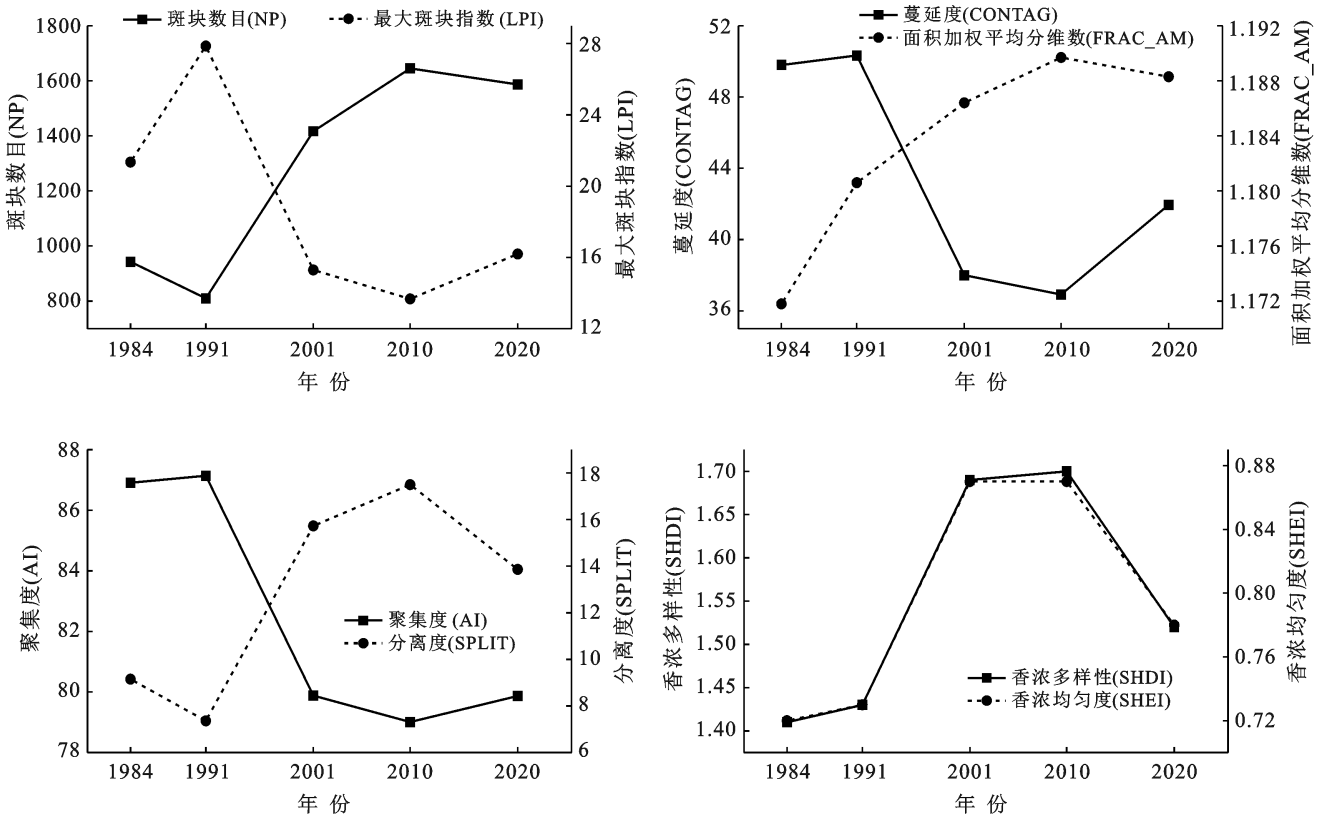 斑块数目(NP)
最大斑块指数(LPI)
1800
1600
1400
1200
1000
800
斑块数目(NP)
28
24
20
16
12
最大斑块指数(LPI)
1984 1991 2001 2010 2020
年 份
蔓延度(CONTAG)
面积加权平均分维数(FRAC_AM)
52
48
44
40
36
蔓延度(CONTAG)
1.192
1.188
1.184
1.180
1.176
1.172
面积加权平均分维数(FRAC_AM)
1984 1991 2001 2010 2020
年 份
88
86
84
82
80
78
聚集度(AI)
18
16
14
12
10
8
6
分离度(SPLIT)
聚集度(AI)
分离度(SPLIT)
1984 1991 2001 2010 2020
年 份
1.70
1.65
1.60
1.55
1.50
1.45
1.40
香浓多样性(SHDI)
0.88
0.84
0.80
0.76
0.72
香浓均匀度(SHEI)
香浓多样性(SHDI)
香浓均匀度(SHEI)
1984 1991 2001 2010 2020
年 份